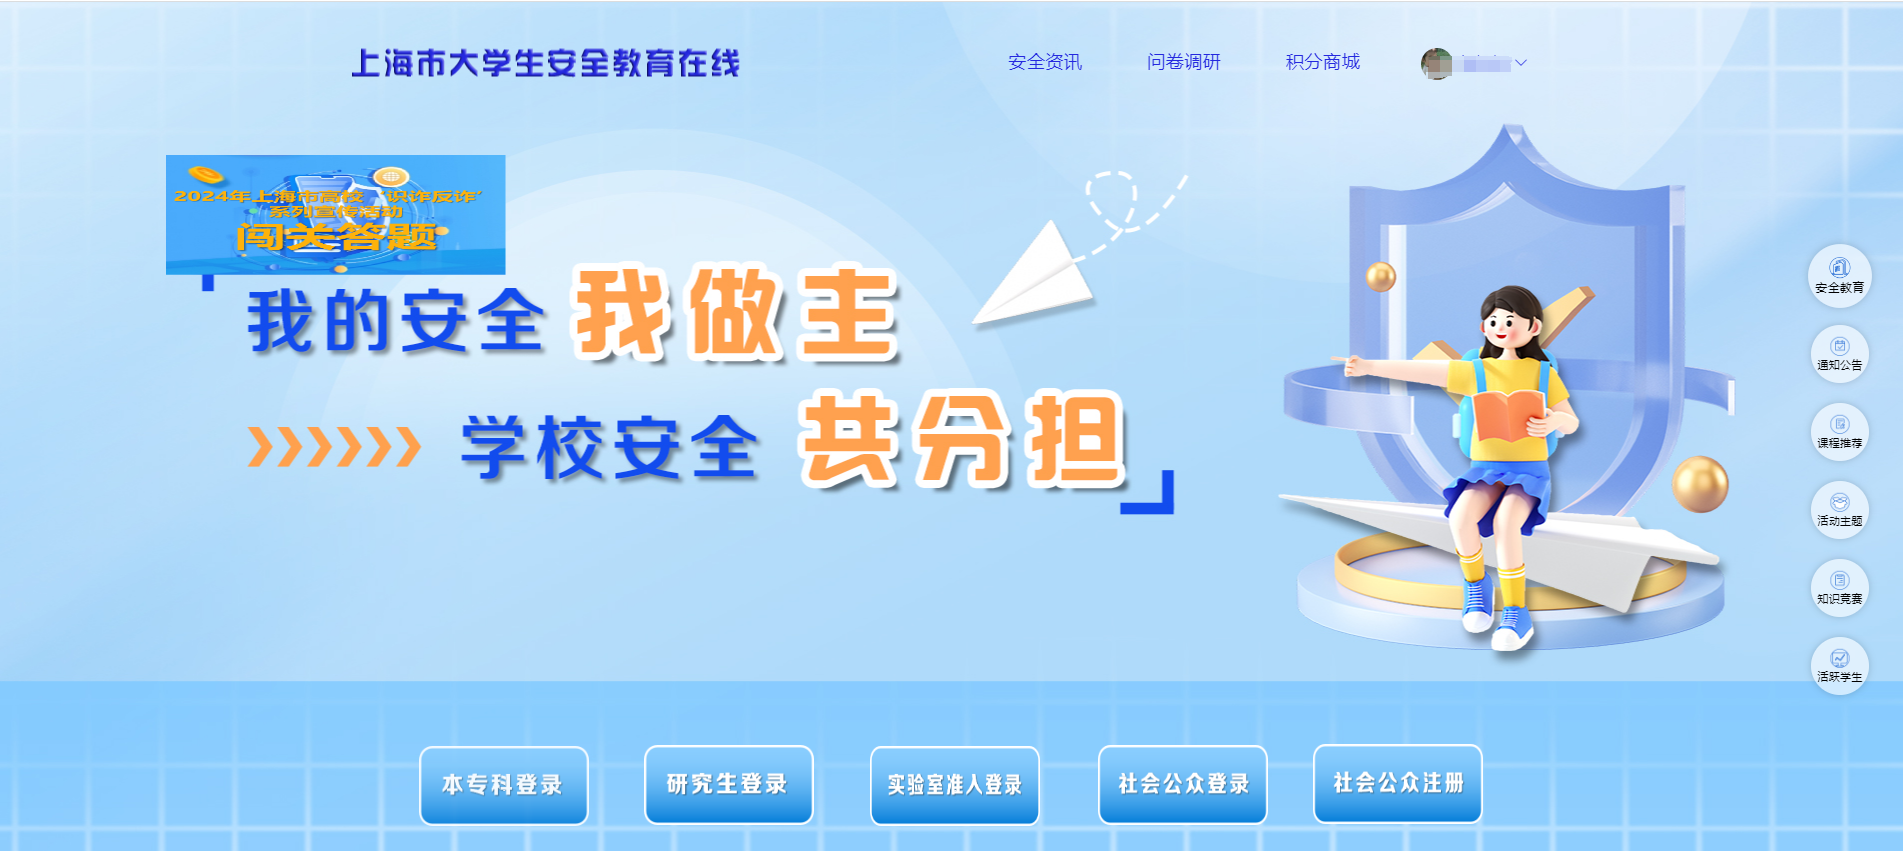 上海市大学生安全教育在线
安全资讯
问卷调研
积分商城
2024年上海市高校“识诈反诈”
系列宣传活动
闯关答题
我的安全 我做主
学校安全 共分担
安全教育
通知公告
课程推荐
活动主题
知识竞赛
活跃学生
本专科登录
研究生登录
实验室准入登录
社会公众登录
社会公众注册